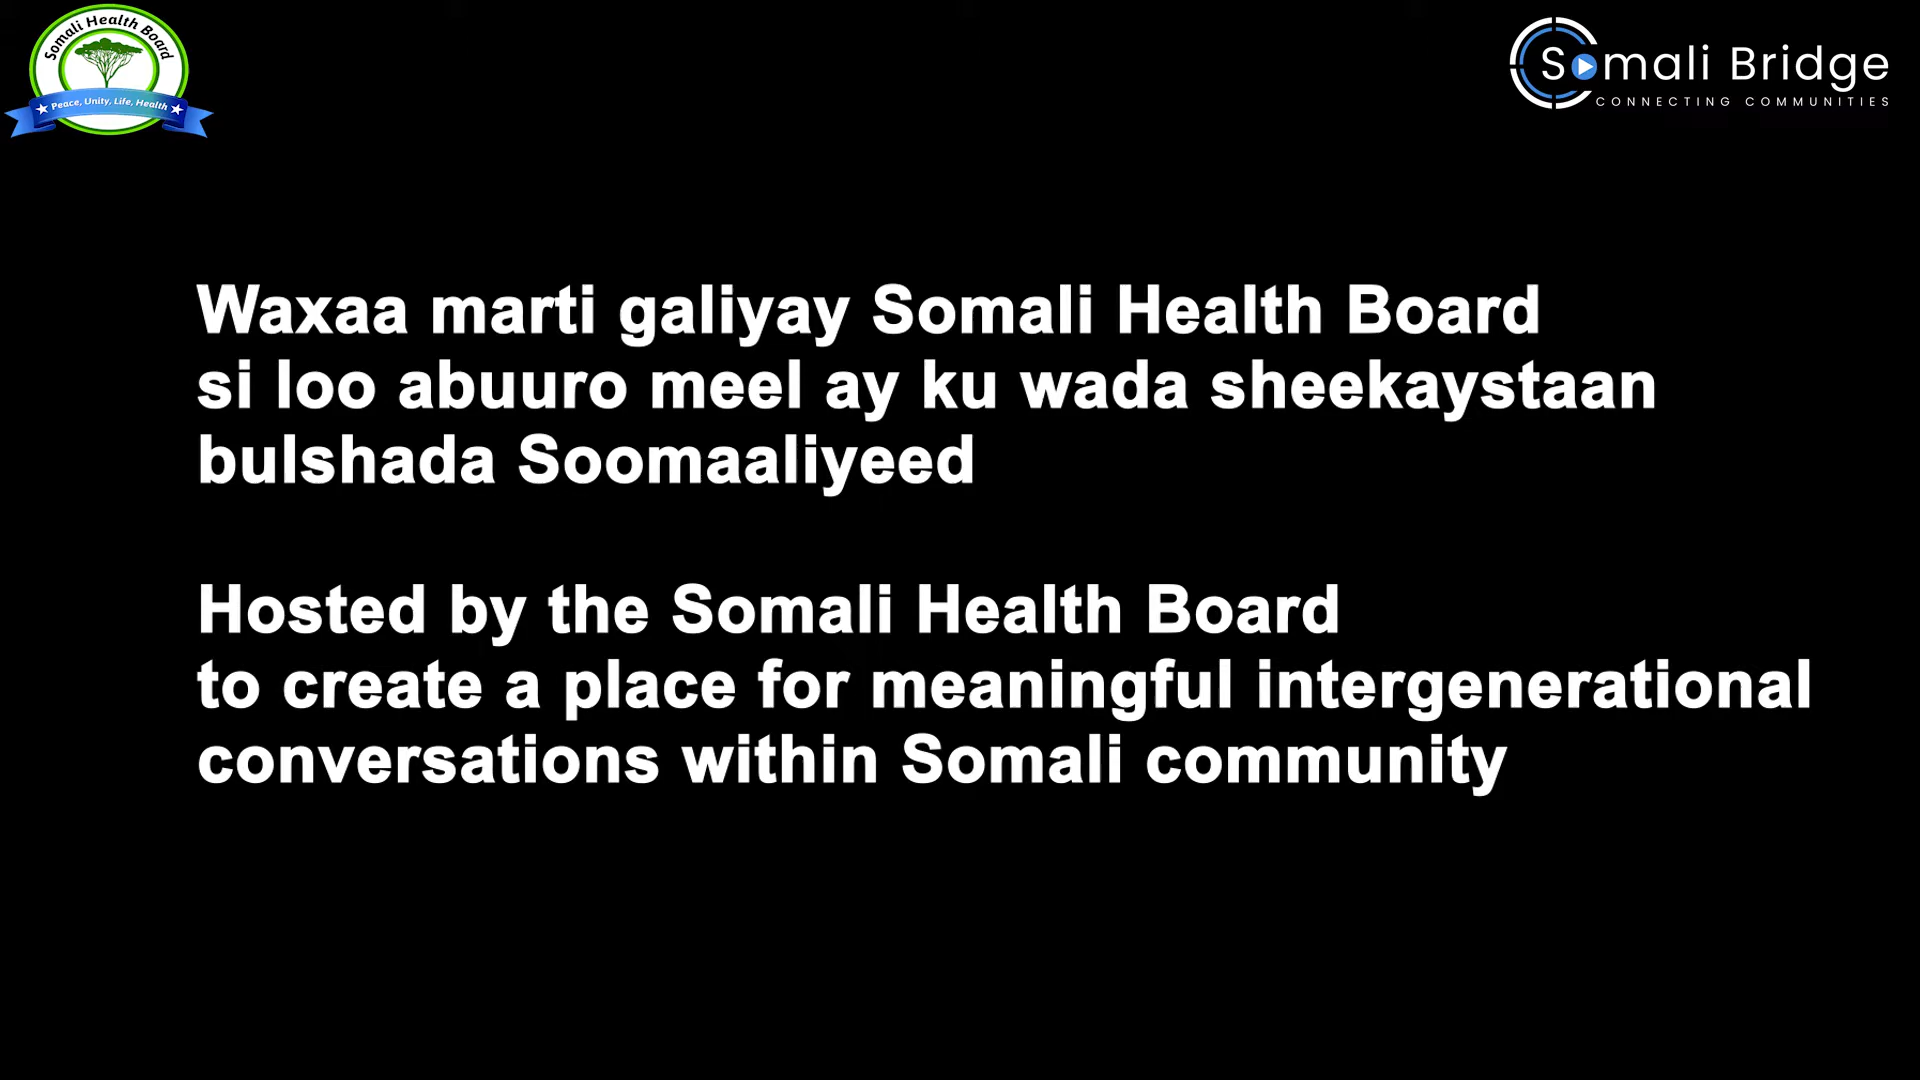 Somali Health Board
Peace, Unity, Life, Health
Somali Bridge
CONNECTING COMMUNITIES
Waxaa marti galiyay Somali Health Board
si loo abuuro meel ay ku wada sheekaystaan
bulshada Soomaaliyeed
Hosted by the Somali Health Board
to create a place for meaningful intergenerational
conversations within Somali community